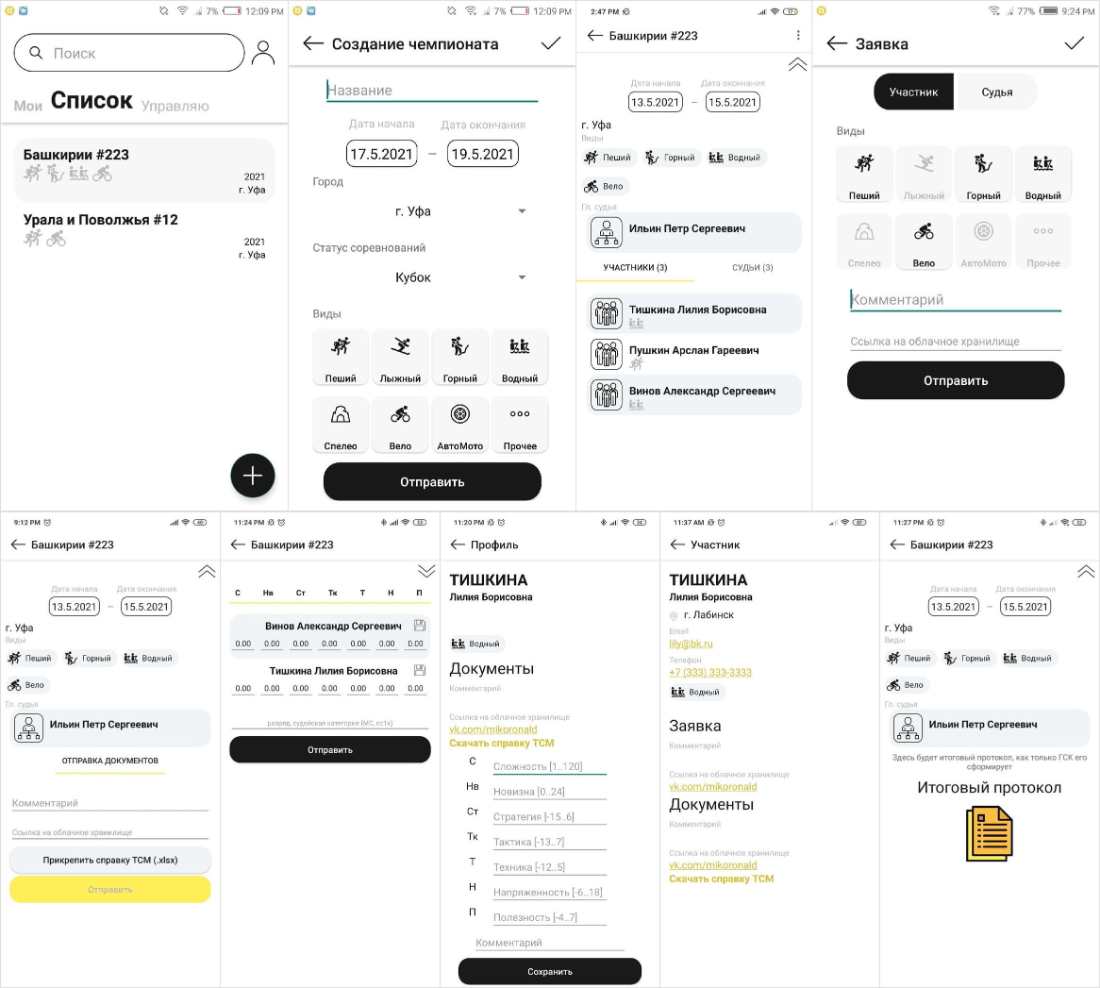 7% 12:09 PM
Поиск
Мои Список Управляю
Башкирии #223
2021
г. Уфа
Урала и Поволжья #12
2021
г. Уфа
7% 12:09 PM
Создание чемпионата
Название
Дата начала Дата окончания
17.5.2021 – 19.5.2021
Город
г. Уфа
Статус соревнований
Кубок
Виды
Пеший Лыжный Горный Водный
Спелео Вело АвтоМото Прочее
Отправить
2:47 PM
Башкирии #223
Дата начала Дата окончания
13.5.2021 – 15.5.2021
г. Уфа
Виды
Пеший Горный Водный
Вело
Гл. судья
Ильин Петр Сергеевич
УЧАСТНИКИ (3) СУДЬИ (3)
Тишкина Лилия Борисовна
Пушкин Арслан Гареевич
Винов Александр Сергеевич
77% 9:24 PM
Заявка
Участник Судья
Виды
Пеший Лыжный Горный Водный
Спелео Вело АвтоМото Прочее
Комментарий
Ссылка на облачное хранилище
Отправить
9:12 PM
Башкирии #223
Дата начала Дата окончания
13.5.2021 – 15.5.2021
г. Уфа
Виды
Пеший Горный Водный
Вело
Гл. судья
Ильин Петр Сергеевич
ОТПРАВКА ДОКУМЕНТОВ
Комментарий
Ссылка на облачное хранилище
Прикрепить справку ТСМ (.xlsx)
Отправить
11:24 PM
Башкирии #223
С Нв Ст Тк Т Н П
Винов Александр Сергеевич
0.00 0.00 0.00 0.00 0.00 0.00 0.00
Тишкина Лилия Борисовна
0.00 0.00 0.00 0.00 0.00 0.00 0.00
разряд, судейская категория (МС, сс1к)
Отправить
11:20 PM
Профиль
ТИШКИНА
Лилия Борисовна
Водный
Документы
Комментарий
Ссылка на облачное хранилище
vk.com/mikoronald
Скачать справку ТСМ
С Сложность [1..120]
Нв Новизна [0..24]
Ст Стратегия [-15..6]
Тк Тактика [-13..7]
Т Техника [-12..5]
Н Напряженность [-6..18]
П Полезность [-4..7]
Комментарий
Сохранить
11:37 AM
Участник
ТИШКИНА
Лилия Борисовна
г. Лабинск
Email
lily@bk.ru
Телефон
+7 (333) 333-3333
Водный
Заявка
Комментарий
Ссылка на облачное хранилище
vk.com/mikoronald
Документы
Комментарий
Ссылка на облачное хранилище
vk.com/mikoronald
Скачать справку ТСМ
11:27 PM
Башкирии #223
Дата начала Дата окончания
13.5.2021 – 15.5.2021
г. Уфа
Виды
Пеший Горный Водный
Вело
Гл. судья
Ильин Петр Сергеевич
Здесь будет итоговый протокол, как только ГСК его
сформирует
Итоговый протокол